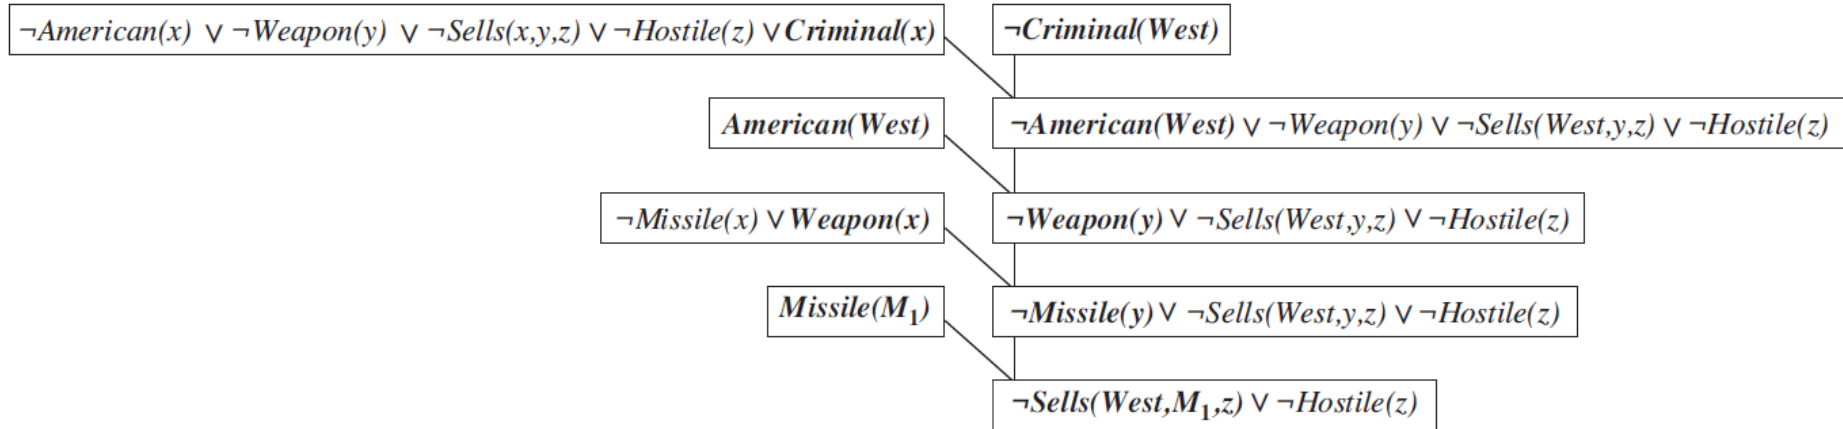 ¬American(x) ∨ ¬Weapon(y) ∨ ¬Sells(x,y,z) ∨ ¬Hostile(z) ∨ Criminal(x)
¬Criminal(West)
American(West)
¬American(West) ∨ ¬Weapon(y) ∨ ¬Sells(West,y,z) ∨ ¬Hostile(z)
¬Missile(x) ∨ Weapon(x)
¬Weapon(y) ∨ ¬Sells(West,y,z) ∨ ¬Hostile(z)
Missile(M₁)
¬Missile(y) ∨ ¬Sells(West,y,z) ∨ ¬Hostile(z)
¬Sells(West,M₁,z) ∨ ¬Hostile(z)